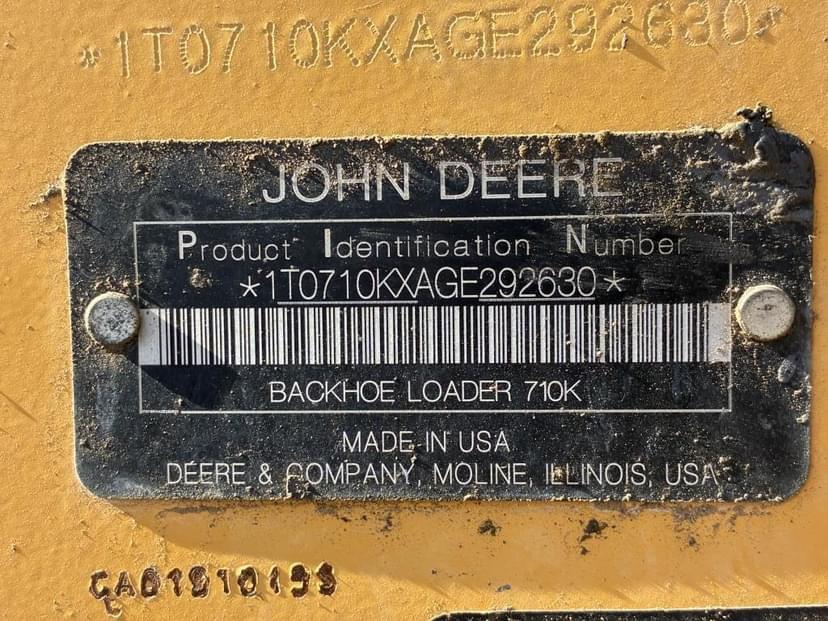 *1T0710KXAGE292630*
JOHN DEERE
Product Identification Number
*1T0710KXAGE292630*
BACKHOE LOADER 710K
MADE IN USA
DEERE & COMPANY, MOLINE, ILLINOIS, USA